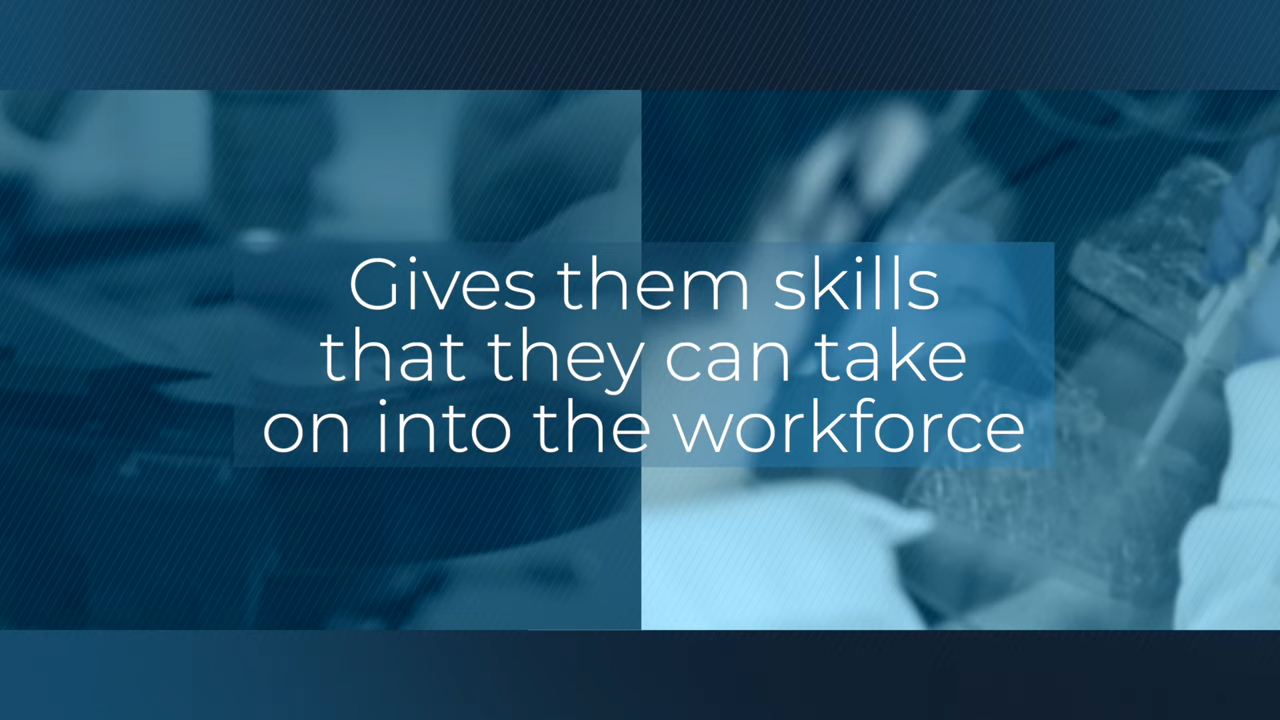 Gives them skills
that they can take
on into the workforce